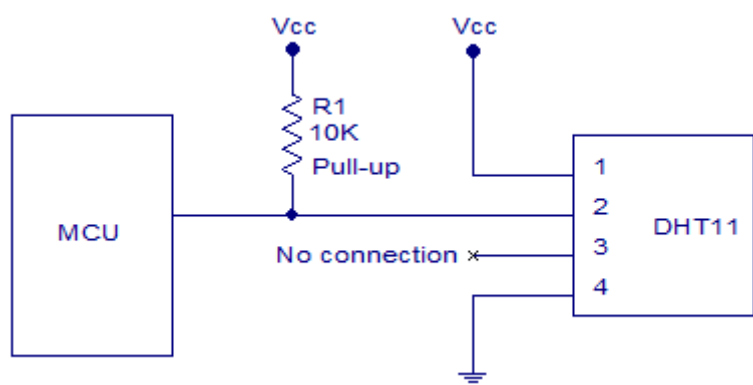 Vcc
Vcc
R1
10K
Pull-up
MCU
1
2
3
4
DHT11
No connection